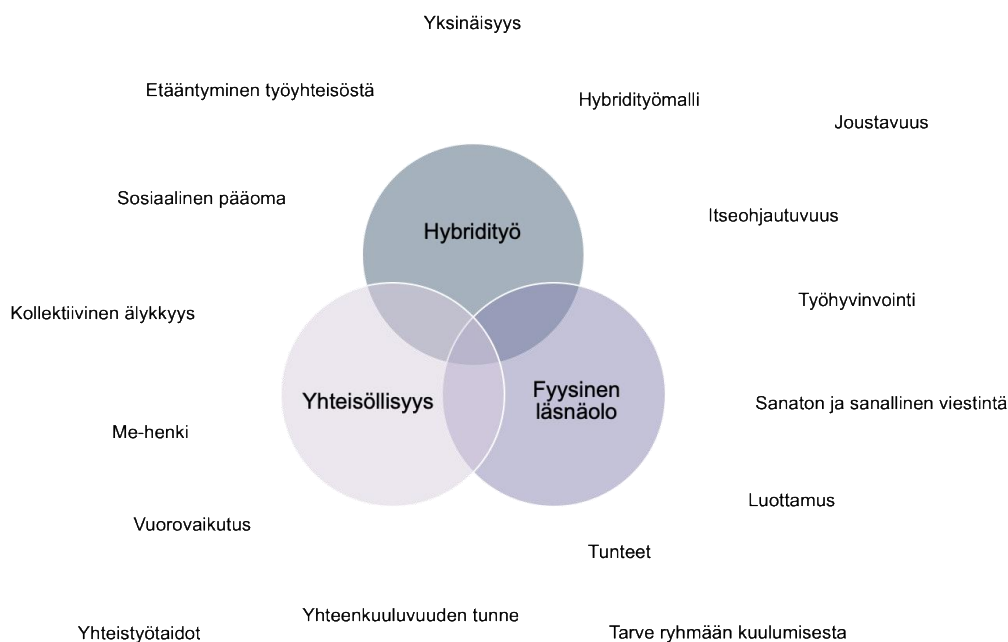 Yksinäisyys
Etääntyminen työyhteisöstä
Hybridityömalli
Joustavuus
Sosiaalinen pääoma
Itseohjautuvuus
Hybridityö
Kollektiivinen älykkyys
Työhyvinvointi
Yhteisöllisyys
Fyysinen
läsnäolo
Sanaton ja sanallinen viestintä
Me-henki
Luottamus
Vuorovaikutus
Tunteet
Yhteenkuuluvuuden tunne
Yhteistyötaidot
Tarve ryhmään kuulumisesta